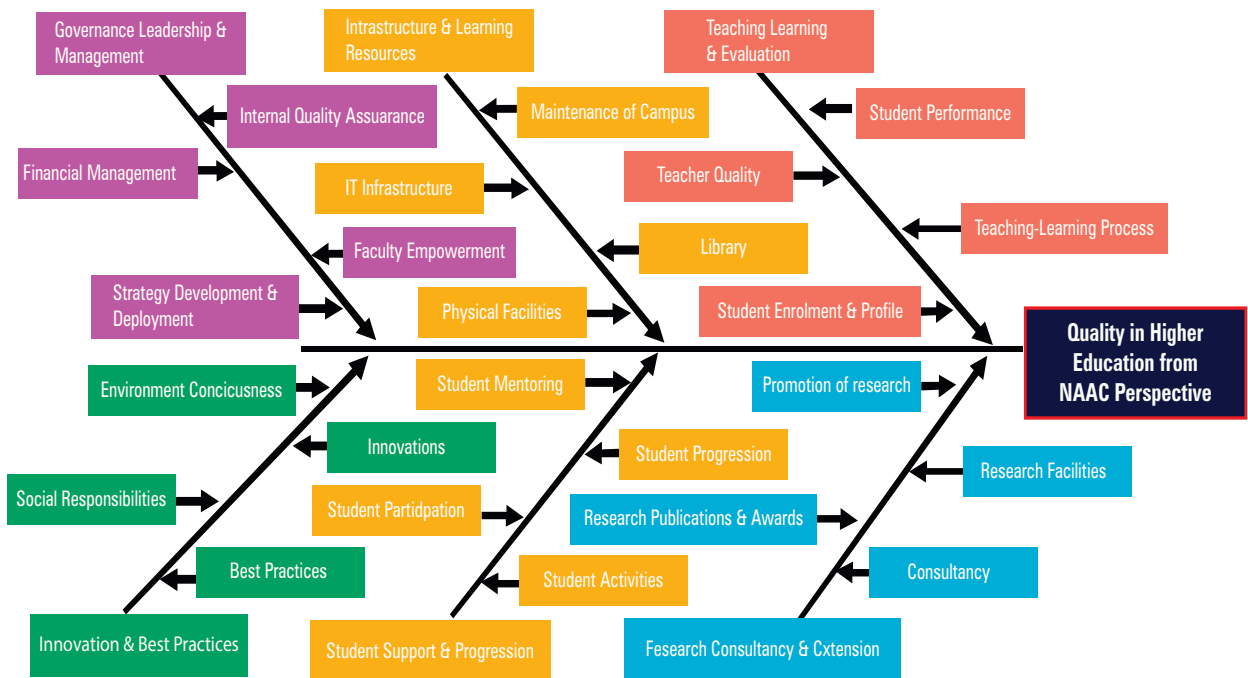 Governance Leadership &
Management
Intrastructure & Learning
Resources
Teaching Learning
& Evaluation
Internal Quality Assuarance
Maintenance of Campus
Student Performance
Financial Management
IT Infrastructure
Teacher Quality
Faculty Empowerment
Library
Teaching-Learning Process
Strategy Development &
Deployment
Physical Facilities
Student Enrolment & Profile
Quality in Higher
Education from
NAAC Perspective
Environment Conciusness
Student Mentoring
Promotion of research
Innovations
Student Progression
Research Facilities
Social Responsibilities
Student Partidpation
Research Publications & Awards
Best Practices
Student Activities
Consultancy
Innovation & Best Practices
Student Support & Progression
Fesearch Consultancy & Cxtension